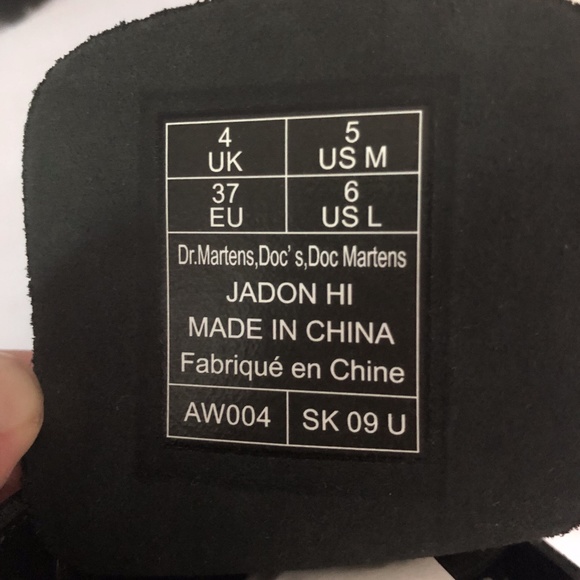 4 UK
5 US M
37 EU
6 US L
Dr.Martens,Doc's,Doc Martens
JADON HI
MADE IN CHINA
Fabriqué en Chine
AW004
SK 09 U